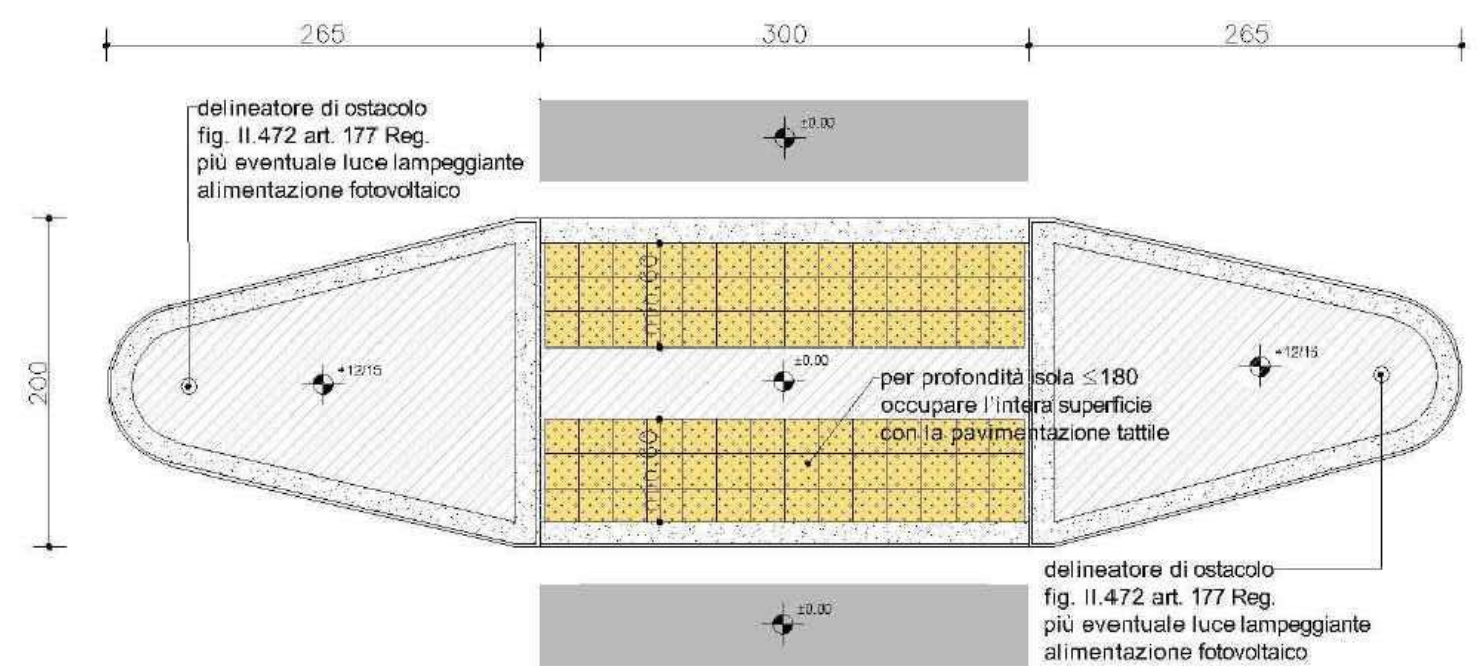 265 300 265
delineatore di ostacolo
fig. II.472 art. 177 Reg.
più eventuale luce lampeggiante
alimentazione fotovoltaico
±0.00
200
min.60
+12/15
±0.00
+12/15
per profondità isola ≤180
occupare l'intera superficie
con la pavimentazione tattile
min.60
delineatore di ostacolo
fig. II.472 art. 177 Reg.
più eventuale luce lampeggiante
alimentazione fotovoltaico
±0.00